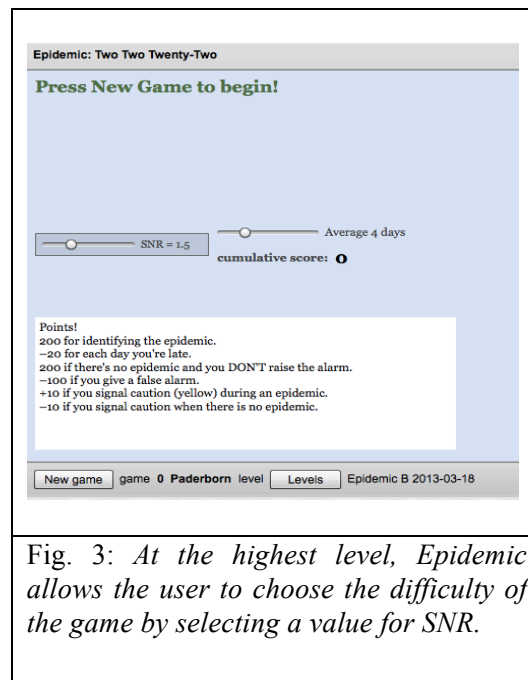 Epidemic: Two Two Twenty-Two
Press New Game to begin!
SNR = 1.5
Average 4 days
cumulative score: 0
Points!
200 for identifying the epidemic.
−20 for each day you're late.
200 if there's no epidemic and you DON'T raise the alarm.
−100 if you give a false alarm.
+10 if you signal caution (yellow) during an epidemic.
−10 if you signal caution when there is no epidemic.
New game game 0 Paderborn level Levels Epidemic B 2013-03-18
Fig. 3: At the highest level, Epidemic
allows the user to choose the difficulty of
the game by selecting a value for SNR.